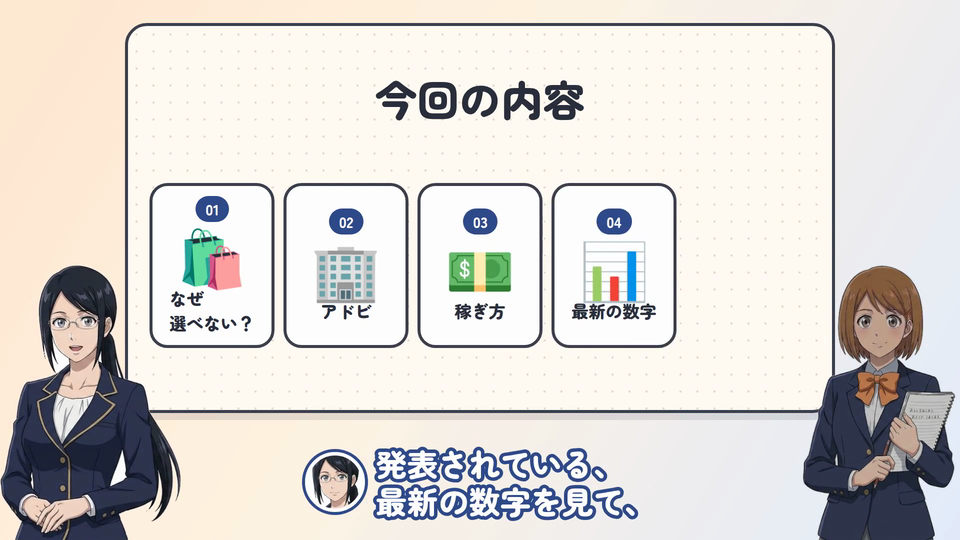 今回の内容
01
なぜ
選べない？
02
アドビ
03
$
稼ぎ方
04
最新の数字
発表されている、
最新の数字を見て、